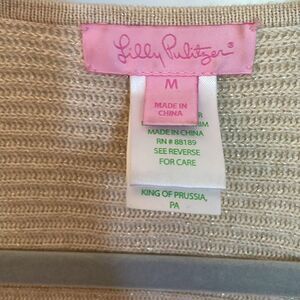 Lilly Pulitzer®
M
MADE IN
CHINA
MADE IN CHINA
RN # 88189
SEE REVERSE
FOR CARE
KING OF PRUSSIA,
PA